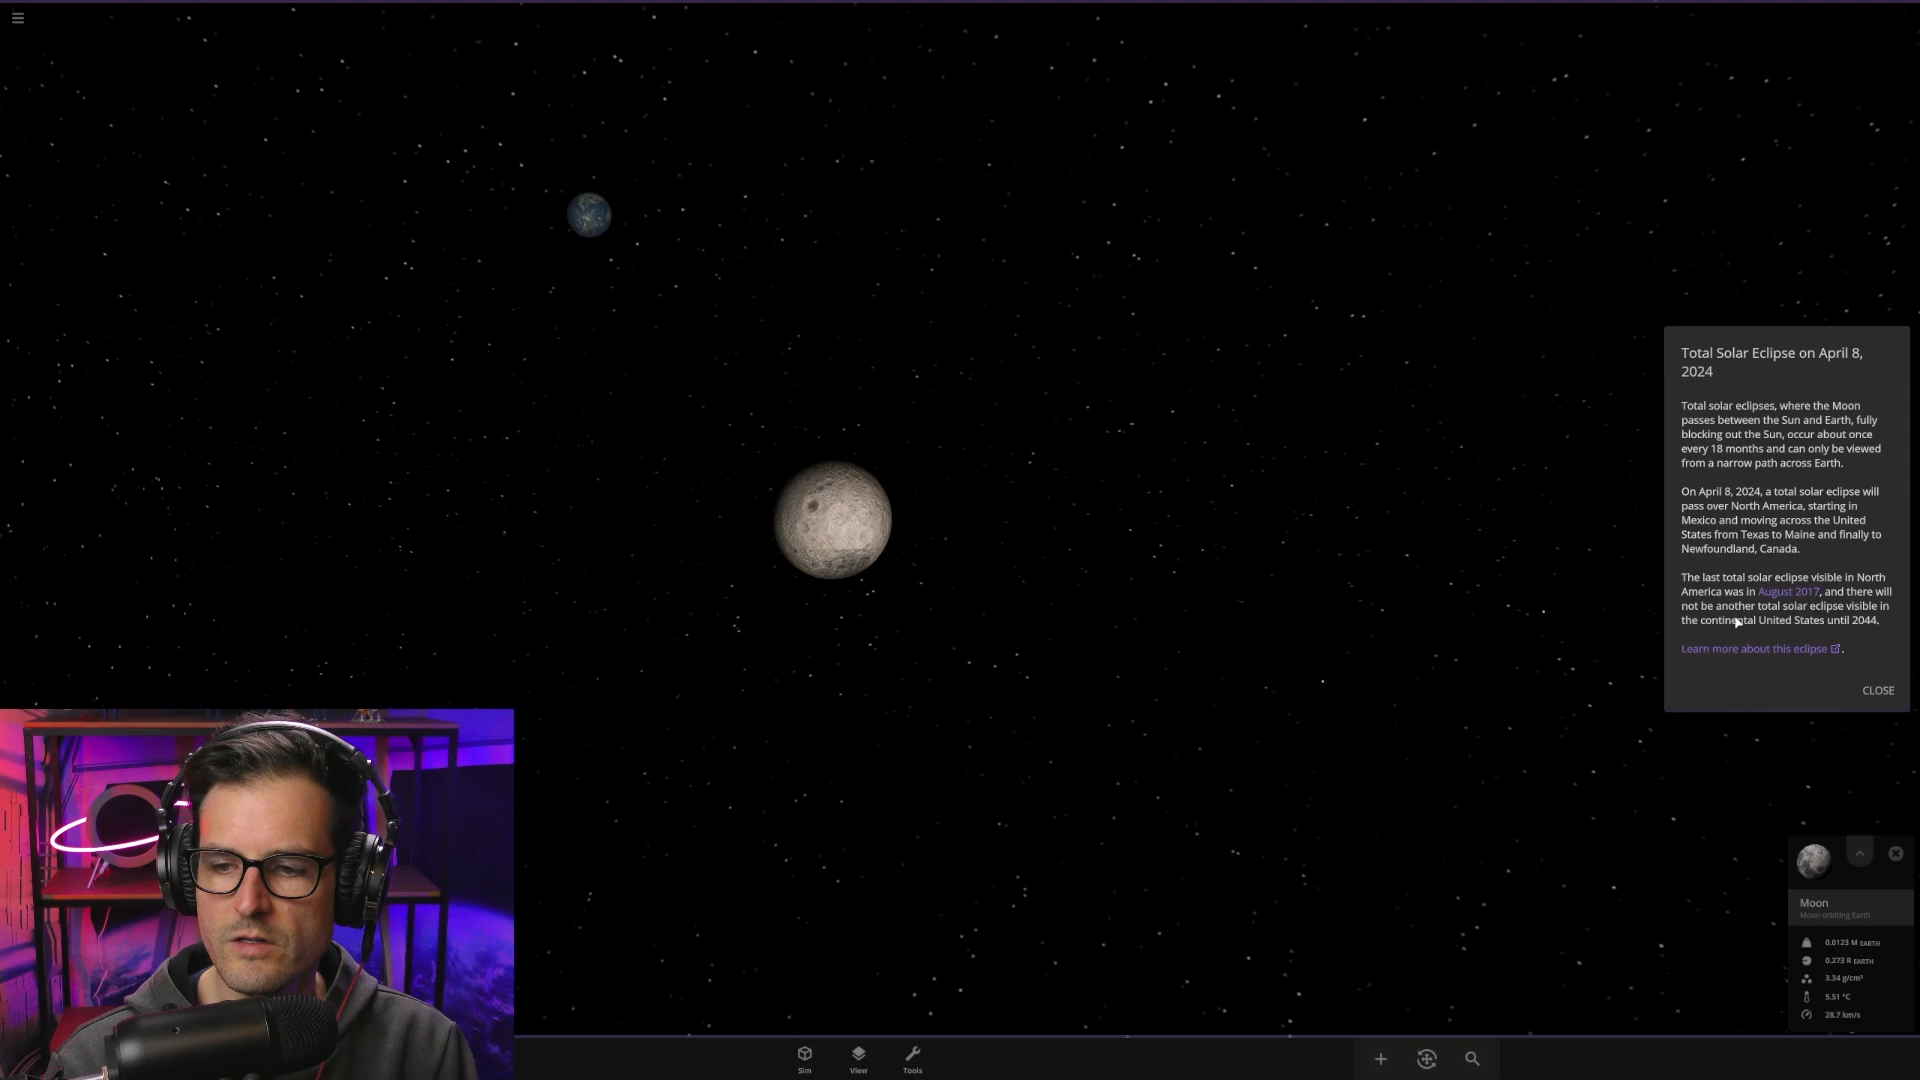 Total Solar Eclipse on April 8,
2024
Total solar eclipses, where the Moon
passes between the Sun and Earth, fully
blocking out the Sun, occur about once
every 18 months and can only be viewed
from a narrow path across Earth.
On April 8, 2024, a total solar eclipse will
pass over North America, starting in
Mexico and moving across the United
States from Texas to Maine and finally to
Newfoundland, Canada.
The last total solar eclipse visible in North
America was in August 2017, and there will
not be another total solar eclipse visible in
the continental United States until 2044.
Learn more about this eclipse .
CLOSE
Moon
Moon orbiting Earth
0.0123 M EARTH
0.273 R EARTH
3.34 g/cm³
5.51 °C
28.7 km/s
Sim
View
Tools